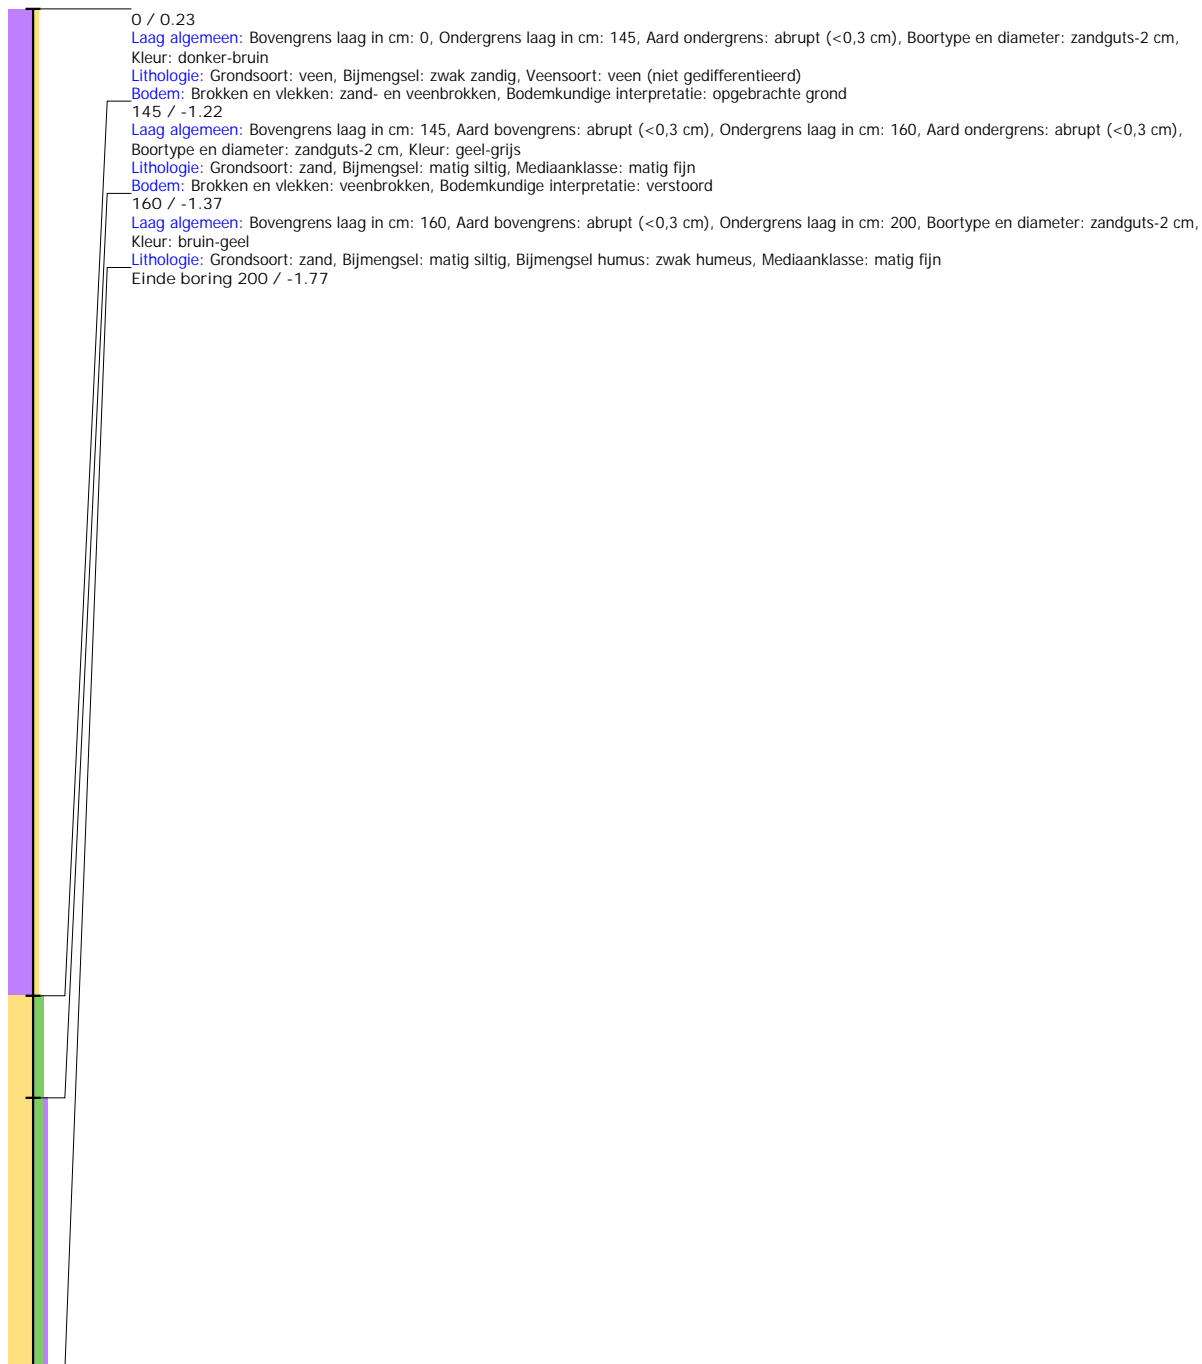 0 / 0.23
Laag algemeen: Bovengrens laag in cm: 0, Ondergrens laag in cm: 145, Aard ondergrens: abrupt (<0,3 cm), Boortype en diameter: zandguts-2 cm,
Kleur: donker-bruin
Lithologie: Grondsoort: veen, Bijmengsel: zwak zandig, Veensoort: veen (niet gedifferentieerd)
Bodem: Brokken en vlekken: zand- en veenbrokken, Bodemkundige interpretatie: opgebrachte grond
145 / -1.22
Laag algemeen: Bovengrens laag in cm: 145, Aard bovengrens: abrupt (<0,3 cm), Ondergrens laag in cm: 160, Aard ondergrens: abrupt (<0,3 cm),
Boortype en diameter: zandguts-2 cm, Kleur: geel-grijs
Lithologie: Grondsoort: zand, Bijmengsel: matig siltig, Mediaanklasse: matig fijn
Bodem: Brokken en vlekken: veenbrokken, Bodemkundige interpretatie: verstoord
160 / -1.37
Laag algemeen: Bovengrens laag in cm: 160, Aard bovengrens: abrupt (<0,3 cm), Ondergrens laag in cm: 200, Boortype en diameter: zandguts-2 cm,
Kleur: bruin-geel
Lithologie: Grondsoort: zand, Bijmengsel: matig siltig, Bijmengsel humus: zwak humeus, Mediaanklasse: matig fijn
Einde boring 200 / -1.77